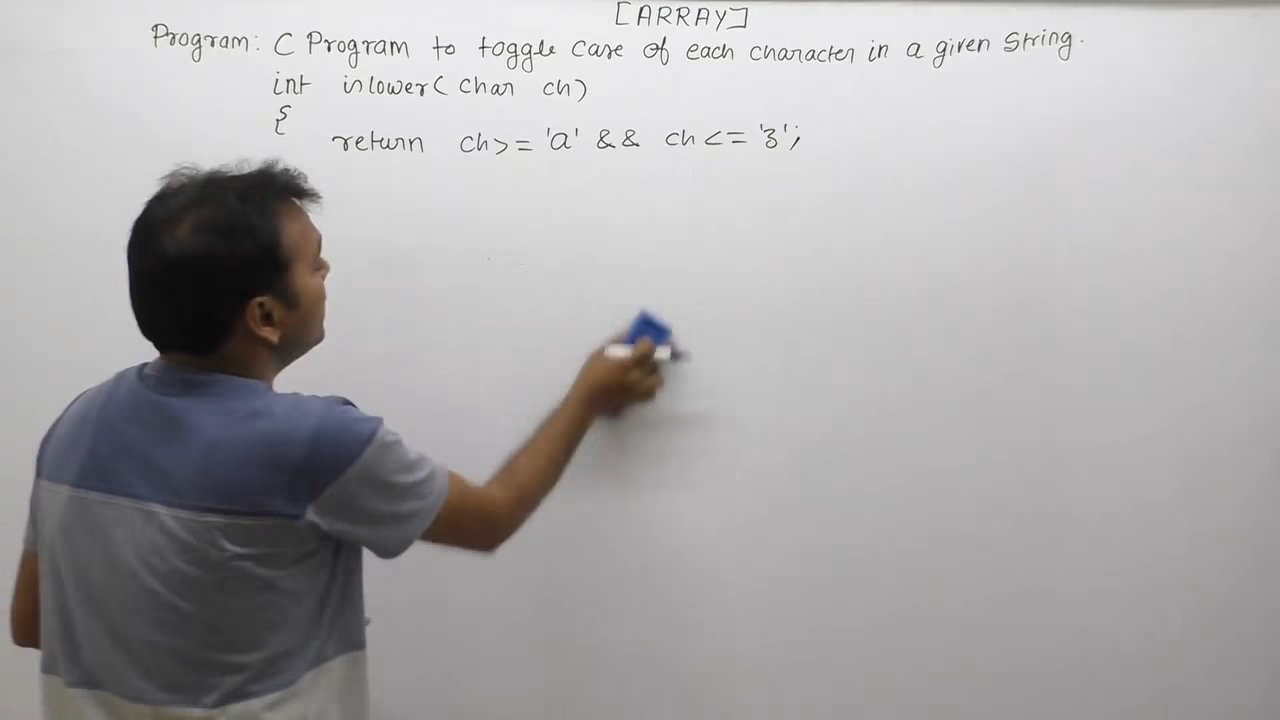 [ARRAY]
Program: C Program to toggle case of each character in a given String.
int islower( char ch)
{
return ch>= 'a' && ch<= 'z';